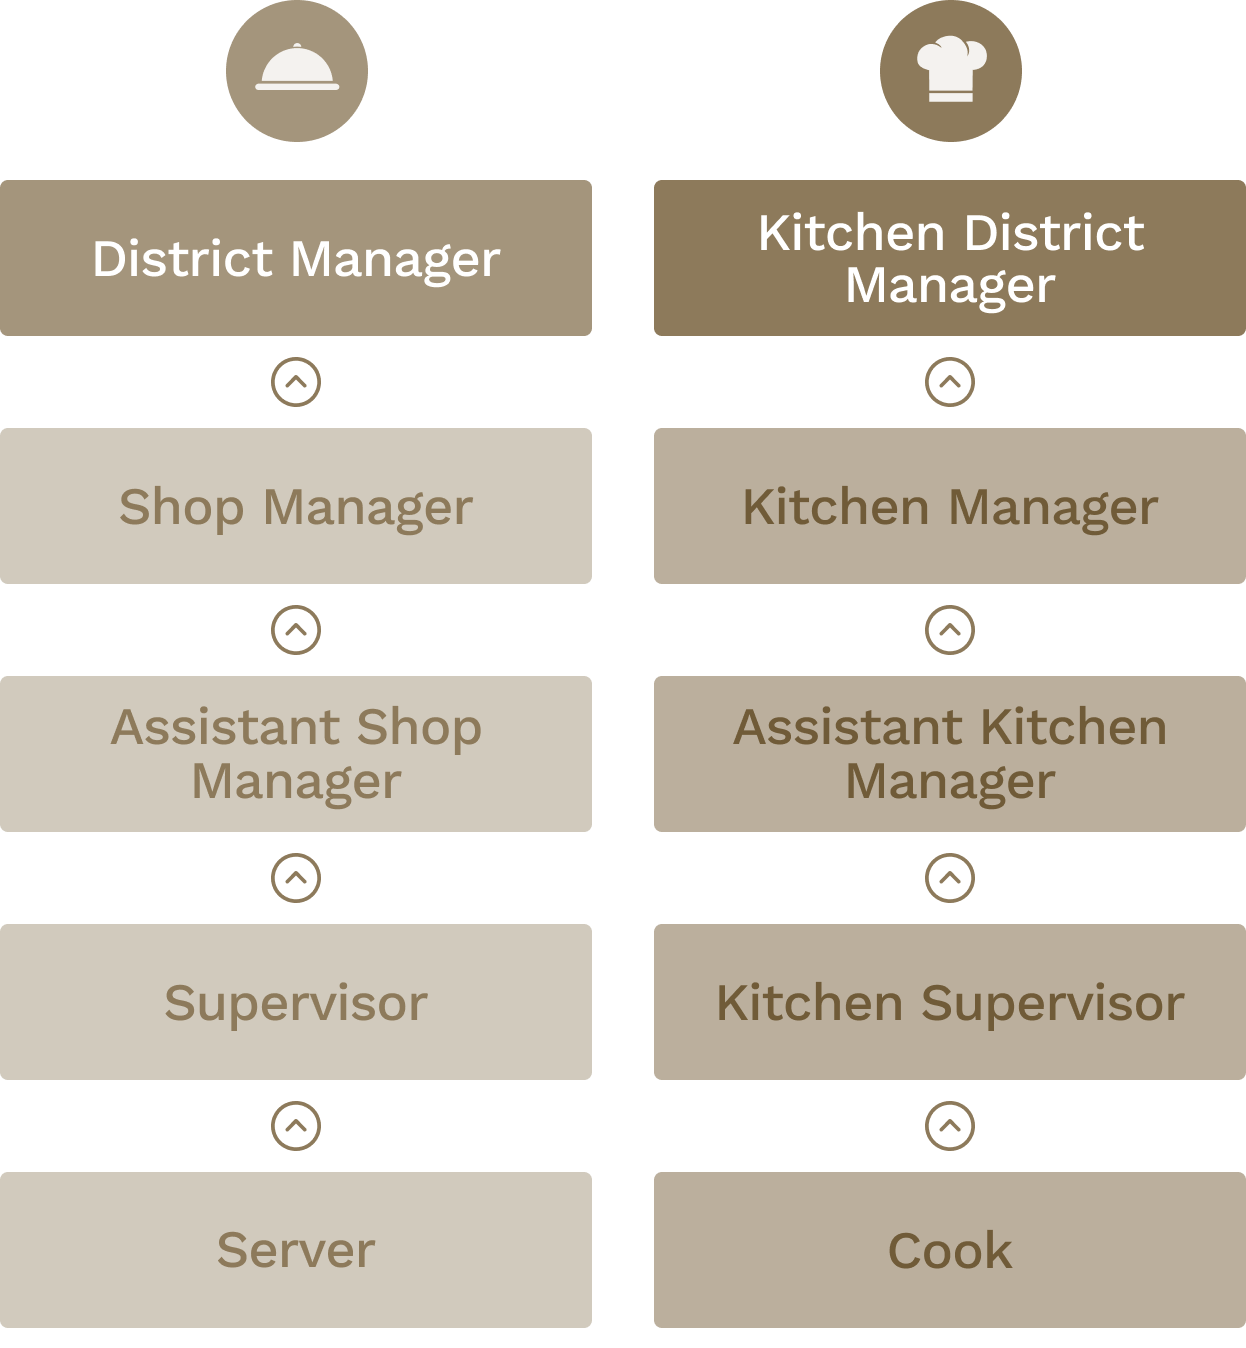 District Manager
Kitchen District
Manager
Shop Manager
Kitchen Manager
Assistant Shop
Manager
Assistant Kitchen
Manager
Supervisor
Kitchen Supervisor
Server
Cook